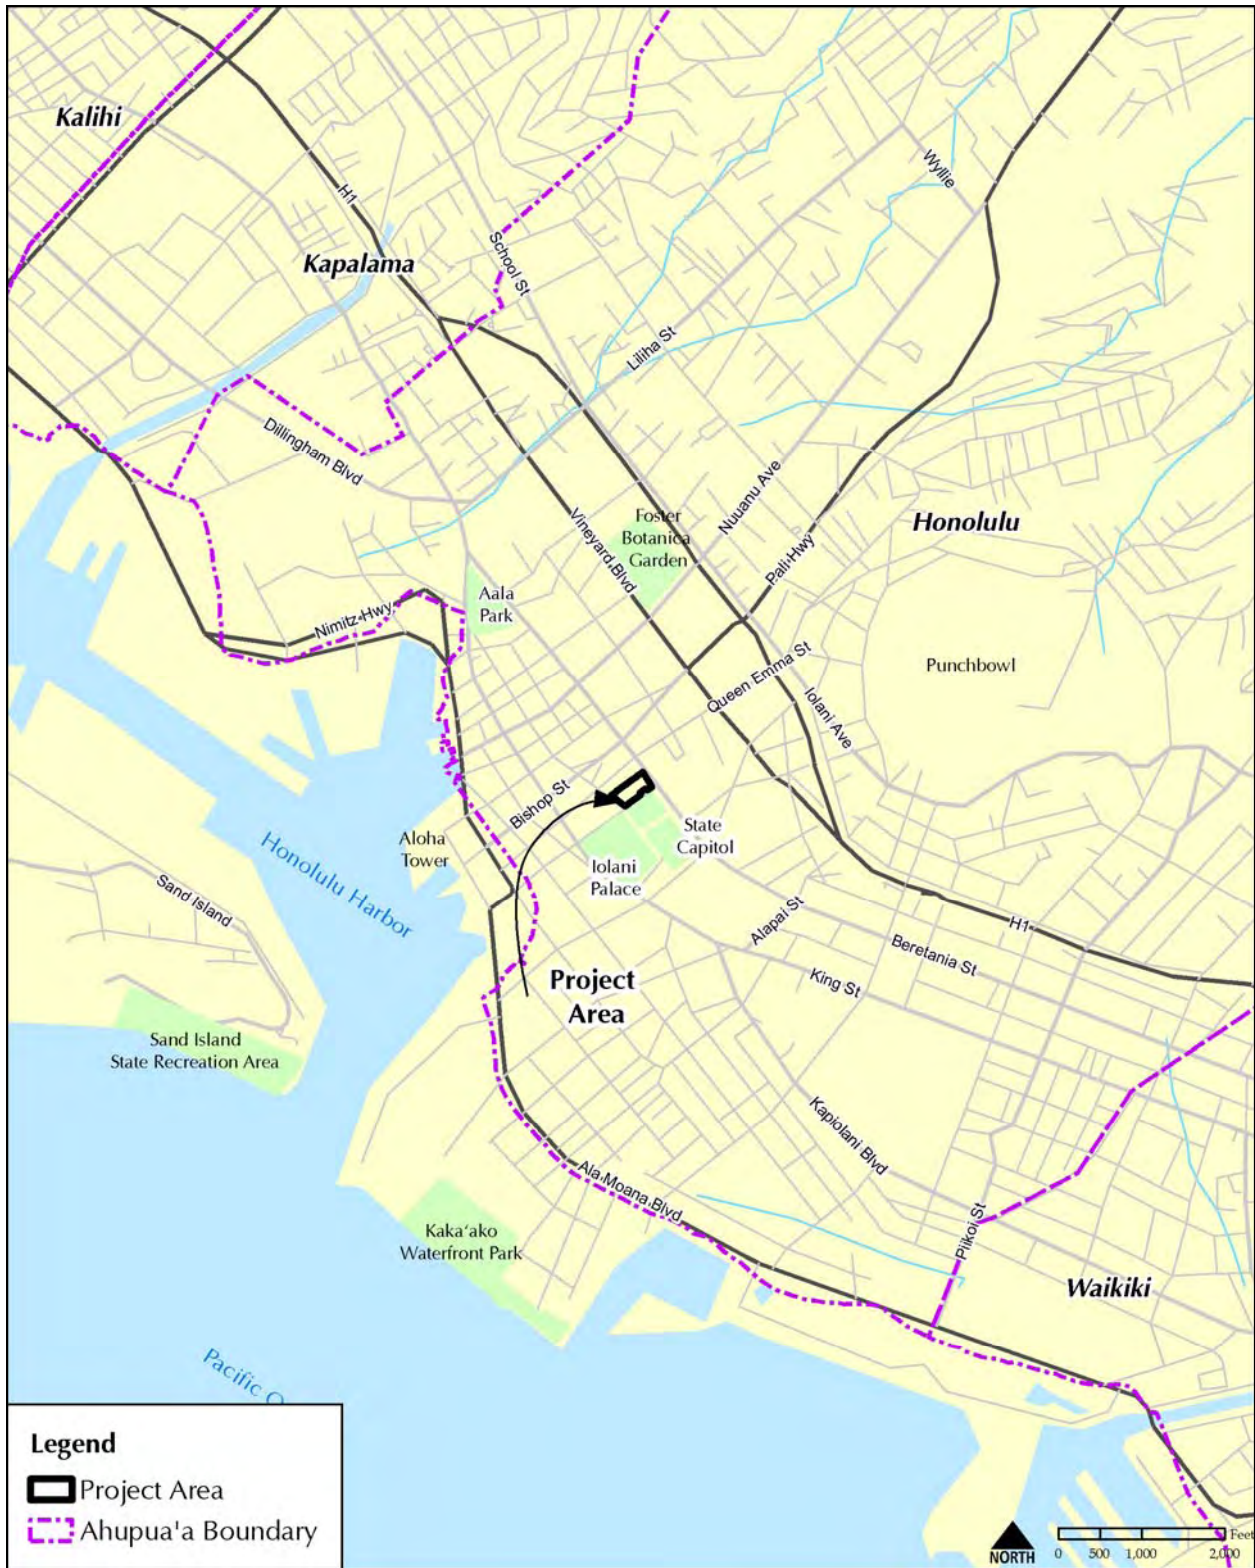 Kalihi
Wyllie
H1
School St
Kapalama
Liliha St
Dillingham Blvd
Nuuanu Ave
Foster
Botanica
Garden
Honolulu
Vineyard Blvd
Pali Hwy
Aala
Park
Nimitz Hwy
Queen Emma St
Punchbowl
Iolani Ave
Bishop St
State
Capitol
Aloha
Tower
Iolani
Palace
Honolulu Harbor
Sand Island
Alapai St
H1
Beretania St
King St
Project
Area
Sand Island
State Recreation Area
Kapiolani Blvd
Ala Moana Blvd
Piikoi St
Kaka‘ako
Waterfront Park
Waikiki
Pacific O
Legend
Project Area
Ahupua'a Boundary
NORTH
Feet
0 500 1,000 2,000